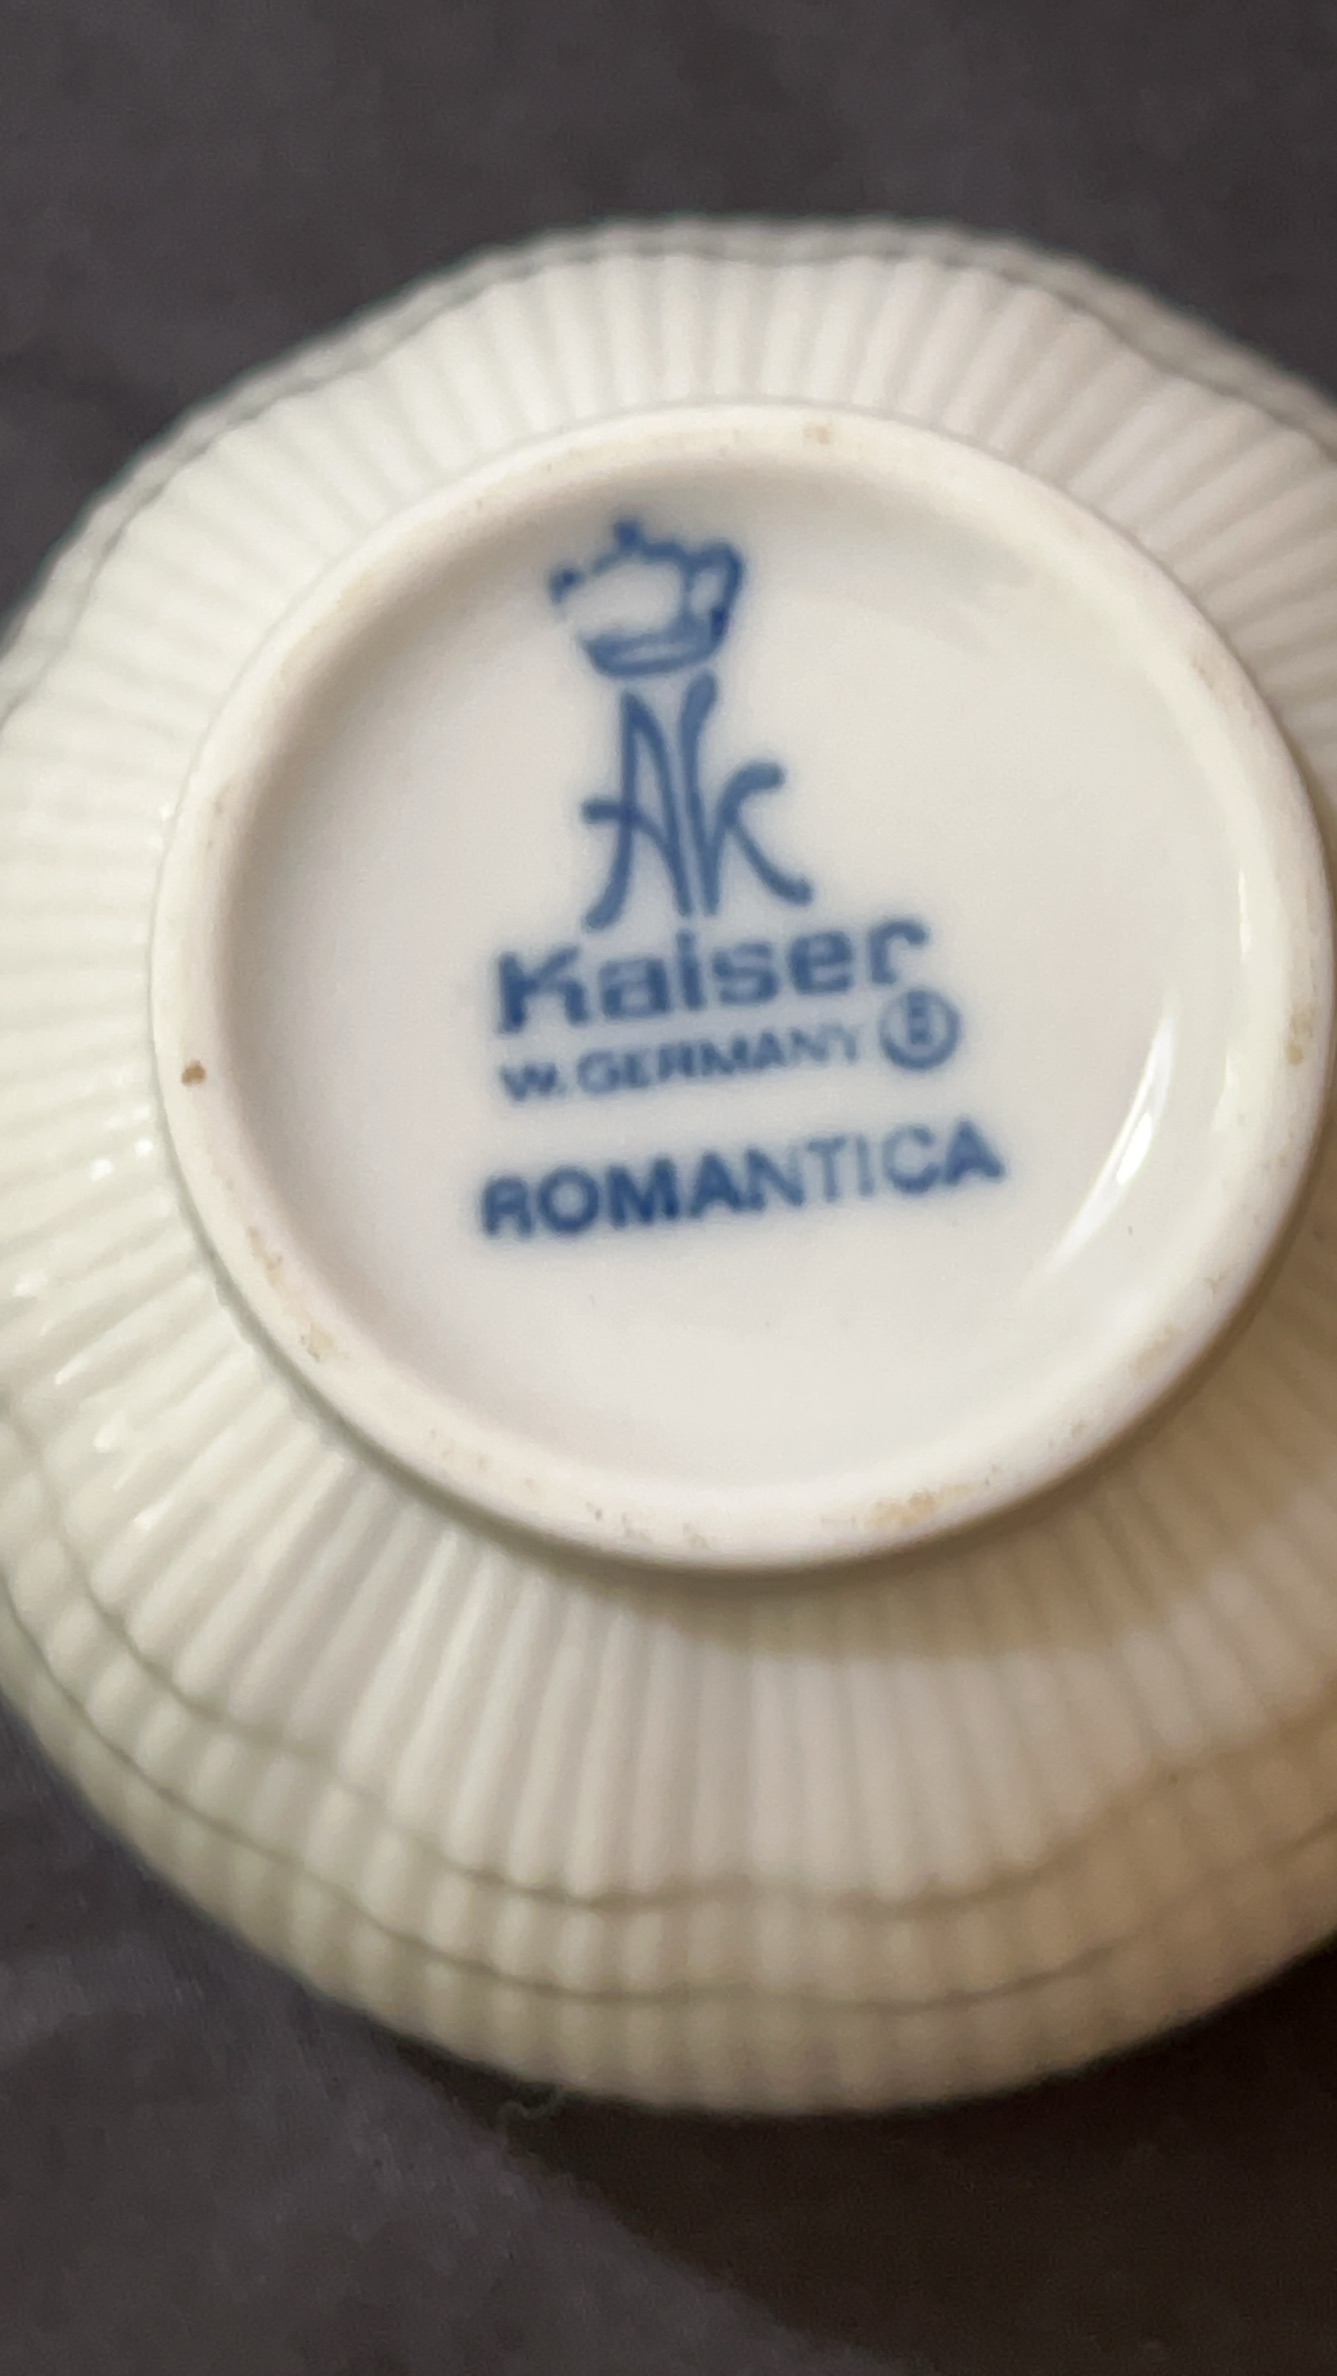 AK
Kaiser
W. GERMANY ®
ROMANTICA